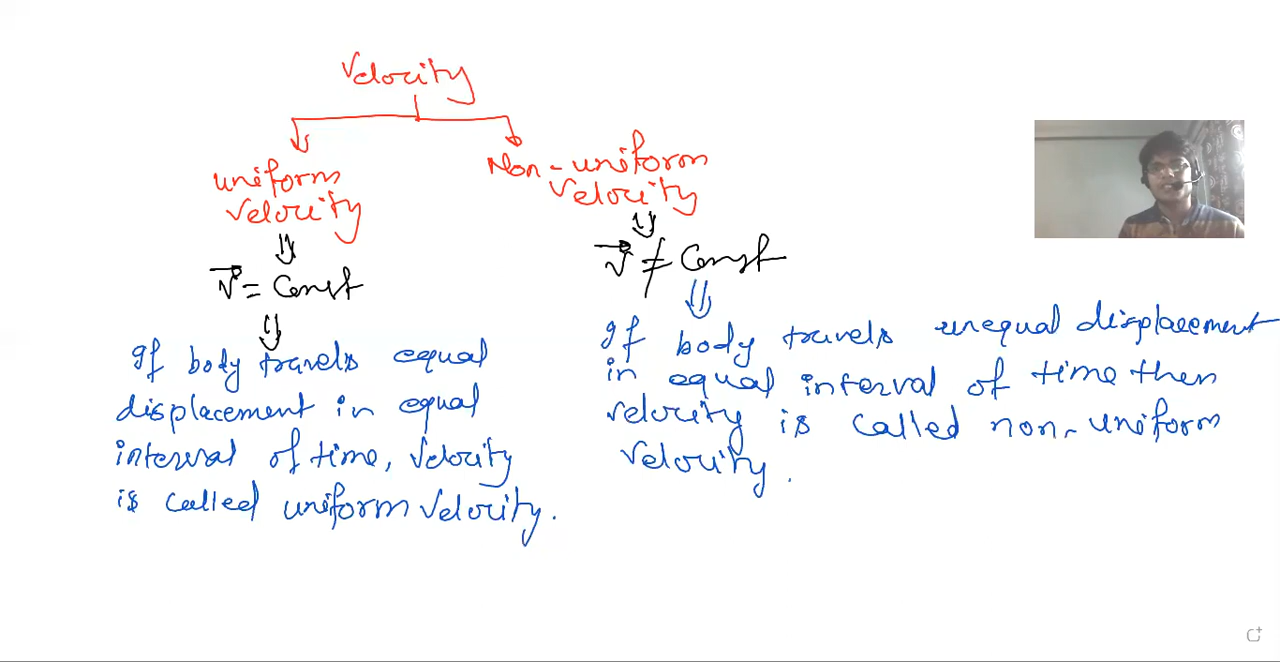 Velocity
uniform
velocity
Non-uniform
velocity
v⃗ = Const
v⃗ ≠ Const
If body travels equal
displacement in equal
interval of time, velocity
is called uniform velocity.
If body travels unequal displacement
in equal interval of time then
velocity is called non-uniform
velocity.